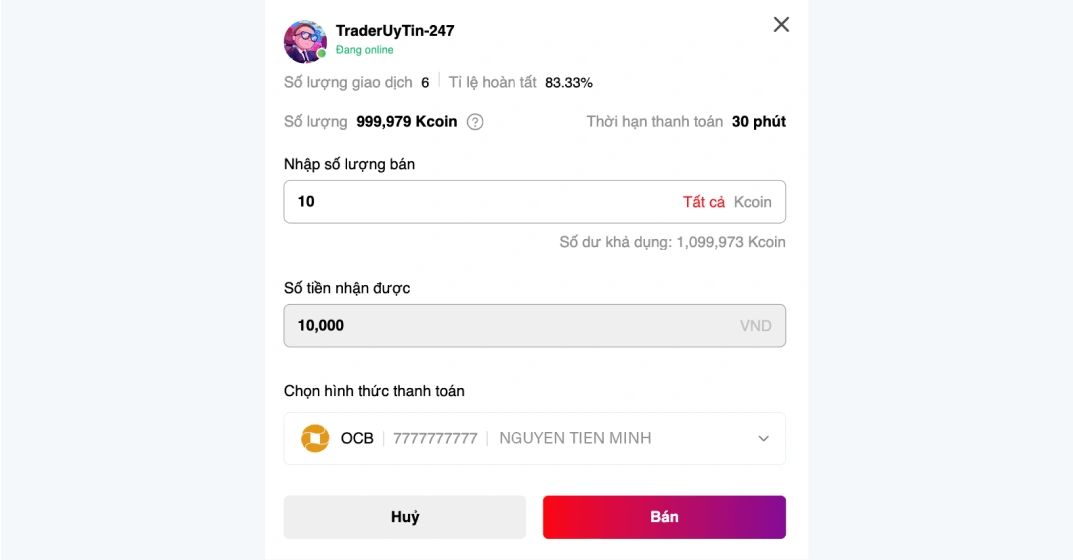 TraderUyTin-247
Đang online
Số lượng giao dịch 6 Tỉ lệ hoàn tất 83.33%
Số lượng 999,979 Kcoin ? Thời hạn thanh toán 30 phút
Nhập số lượng bán
10 Tất cả Kcoin
Số dư khả dụng: 1,099,973 Kcoin
Số tiền nhận được
10,000 VND
Chọn hình thức thanh toán
OCB 7777777777 NGUYEN TIEN MINH
Huỷ Bán